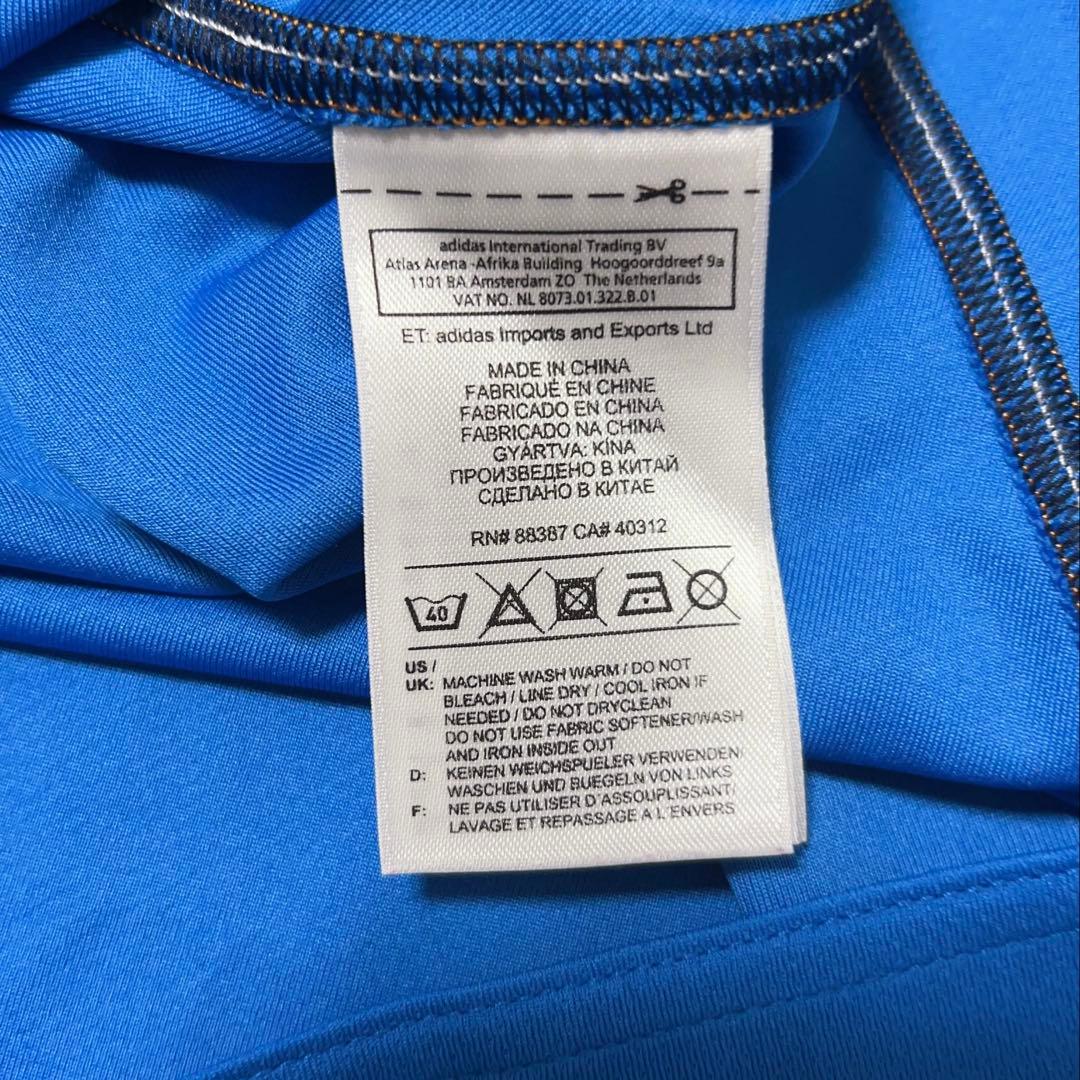 adidas International Trading BV
Atlas Arena -Afrika Building Hoogoorddreef 9a
1101 BA Amsterdam ZO The Netherlands
VAT NO. NL 8073.01.322.B.01
ET: adidas Imports and Exports Ltd
MADE IN CHINA
FABRIQUÉ EN CHINE
FABRICADO EN CHINA
FABRICADO NA CHINA
GYÁRTVA: KÍNA
ПРОИЗВЕДЕНО В КИТАЙ
СДЕЛАНО В КИТАЕ
RN# 88387 CA# 40312
40
US /
UK: MACHINE WASH WARM / DO NOT
BLEACH / LINE DRY / COOL IRON IF
NEEDED / DO NOT DRYCLEAN
DO NOT USE FABRIC SOFTENER/WASH
AND IRON INSIDE OUT
D: KEINEN WEICHSPUELER VERWENDEN/
WASCHEN UND BUEGELN VON LINKS
F: NE PAS UTILISER D'ASSOUPLISSANT/
LAVAGE ET REPASSAGE A L'ENVERS